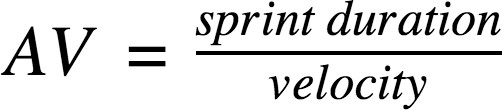 AV = sprint duration / velocity